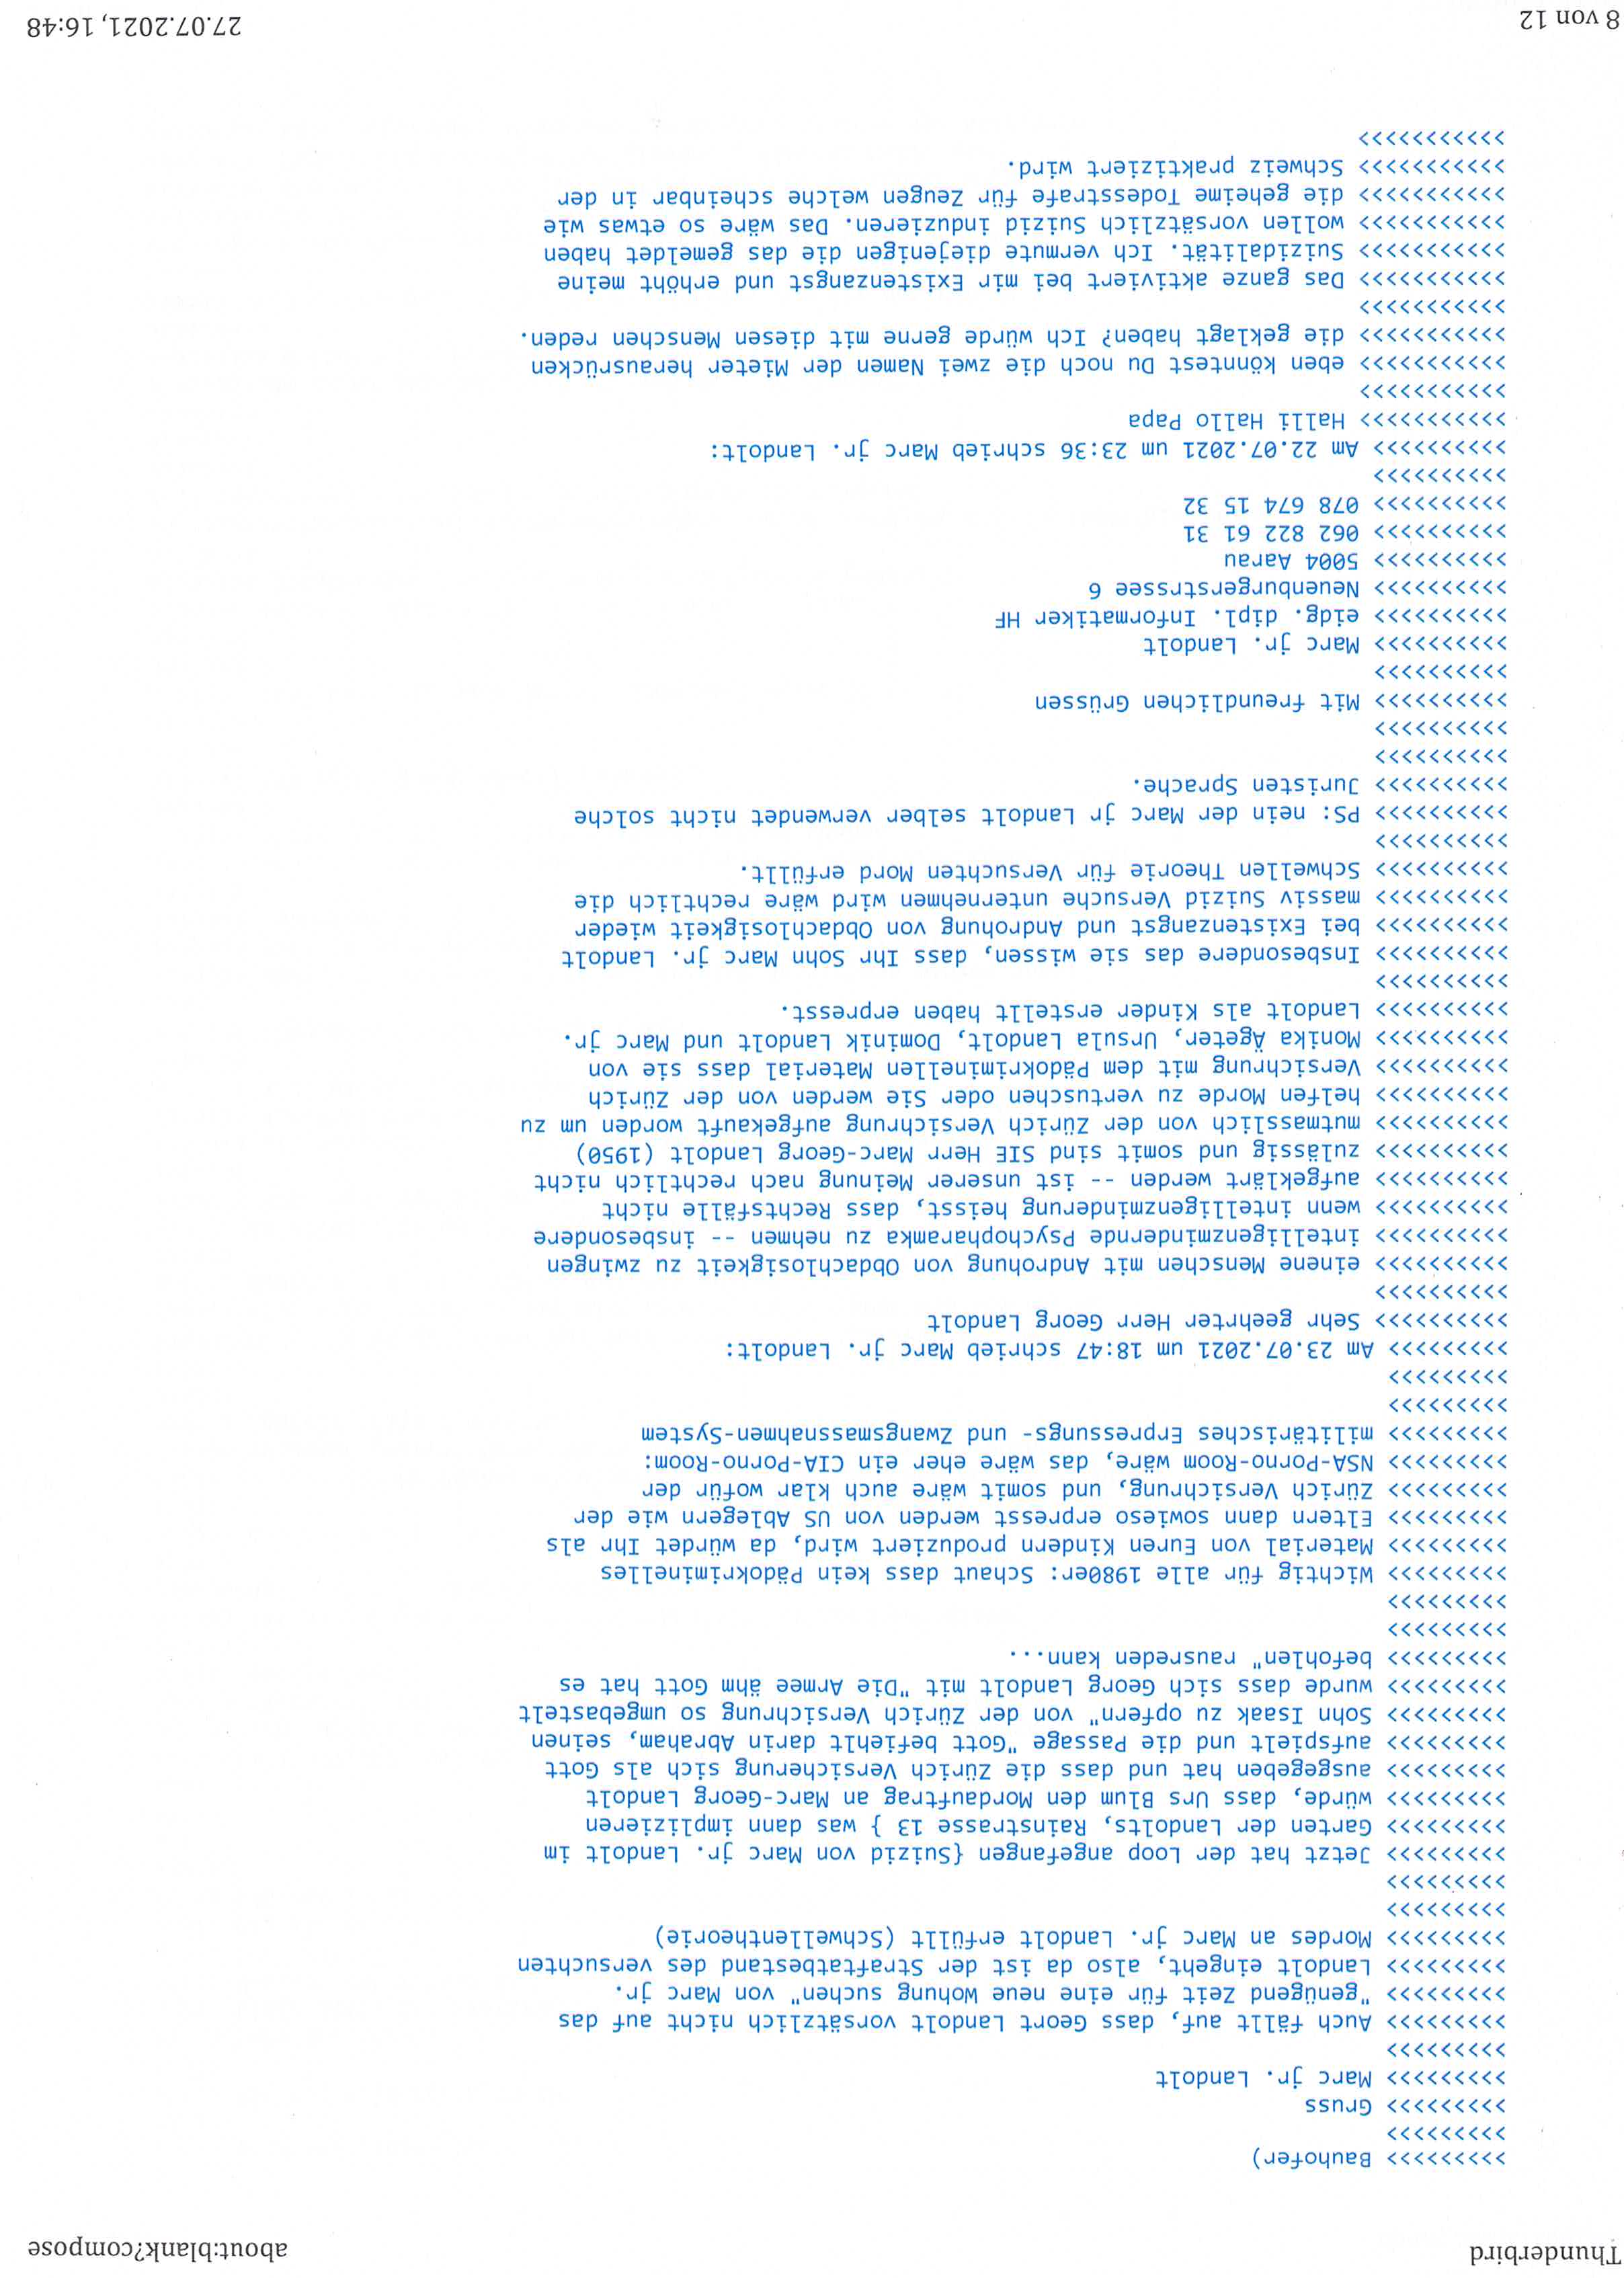 Thunderbird
about:blank?compose
>>>>>>>>> Bauhofer)
>>>>>>>>>
>>>>>>>>> Gruss
>>>>>>>>> Marc jr. Landolt
>>>>>>>>>
>>>>>>>>> Auch fällt auf, dass Geort Landolt vorsätzlich nicht auf das
>>>>>>>>> "genügend Zeit für eine neue Wohung suchen" von Marc jr.
>>>>>>>>> Landolt eingeht, also da ist der Straftatbestand des versuchten
>>>>>>>>> Mordes an Marc jr. Landolt erfüllt (Schwellentheorie)
>>>>>>>>>
>>>>>>>>>
>>>>>>>>> Jetzt hat der Loop angefangen {Suizid von Marc jr. Landolt im
>>>>>>>>> Garten der Landolts, Rainstrasse 13 } was dann implizieren
>>>>>>>>> würde, dass Urs Blum den Mordauftrag an Marc-Georg Landolt
>>>>>>>>> ausgegeben hat und dass die Zürich Versicherung sich als Gott
>>>>>>>>> aufspielt und die Passage "Gott befiehlt darin Abraham, seinen
>>>>>>>>> Sohn Isaak zu opfern" von der Zürich Versichrung so umgebastelt
>>>>>>>>> wurde dass sich Georg Landolt mit "Die Armee ähm Gott hat es
>>>>>>>>> befohlen" rausreden kann...
>>>>>>>>>
>>>>>>>>>
>>>>>>>>> Wichtig für alle 1980er: Schaut dass kein Pädokriminelles
>>>>>>>>> Material von Euren Kindern produziert wird, da würdet Ihr als
>>>>>>>>> Eltern dann sowieso erpresst werden von US Ablegern wie der
>>>>>>>>> Zürich Versichrung, und somit wäre auch klar wofür der
>>>>>>>>> NSA-Porno-Room wäre, das wäre eher ein CIA-Porno-Room:
>>>>>>>>> militärisches Erpressungs- und Zwangsmassnahmen-System
>>>>>>>>>
>>>>>>>>>
>>>>>>>>> Am 23.07.2021 um 18:47 schrieb Marc jr. Landolt:
>>>>>>>>>> Sehr geehrter Herr Georg Landolt
>>>>>>>>>>
>>>>>>>>>> einene Menschen mit Androhung von Obdachlosigkeit zu zwingen
>>>>>>>>>> intelligenzmindernde Psychopharamka zu nehmen -- insbesondere
>>>>>>>>>> wenn intelligenzminderung heisst, dass Rechtsfälle nicht
>>>>>>>>>> aufgeklärt werden -- ist unserer Meinung nach rechtlich nicht
>>>>>>>>>> zulässig und somit sind SIE Herr Marc-Georg Landolt (1950)
>>>>>>>>>> mutmasslich von der Zürich Versichrung aufgekauft worden um zu
>>>>>>>>>> helfen Morde zu vertuschen oder Sie werden von der Zürich
>>>>>>>>>> Versichrung mit dem Pädokriminellen Material dass sie von
>>>>>>>>>> Monika Ägeter, Ursula Landolt, Dominik Landolt und Marc jr.
>>>>>>>>>> Landolt als Kinder erstellt haben erpresst.
>>>>>>>>>>
>>>>>>>>>> Insbesondere das sie wissen, dass Ihr Sohn Marc jr. Landolt
>>>>>>>>>> bei Existenzangst und Androhung von Obdachlosigkeit wieder
>>>>>>>>>> massiv Suizid Versuche unternehmen wird wäre rechtlich die
>>>>>>>>>> Schwellen Theorie für Versuchten Mord erfüllt.
>>>>>>>>>>
>>>>>>>>>> PS: nein der Marc jr Landolt selber verwendet nicht solche
>>>>>>>>>> Juristen Sprache.
>>>>>>>>>>
>>>>>>>>>>
>>>>>>>>>> Mit freundlichen Grüssen
>>>>>>>>>>
>>>>>>>>>> Marc jr. Landolt
>>>>>>>>>> eidg. dipl. Informatiker HF
>>>>>>>>>> Neuenburgerstrssee 6
>>>>>>>>>> 5004 Aarau
>>>>>>>>>> 062 822 61 31
>>>>>>>>>> 078 674 15 32
>>>>>>>>>>
>>>>>>>>>> Am 22.07.2021 um 23:36 schrieb Marc jr. Landolt:
>>>>>>>>>>> Halli Hallo Papa
>>>>>>>>>>>
>>>>>>>>>>> eben könntest Du noch die zwei Namen der Mieter herausrücken
>>>>>>>>>>> die geklagt haben? Ich würde gerne mit diesen Menschen reden.
>>>>>>>>>>>
>>>>>>>>>>> Das ganze aktiviert bei mir Existenzangst und erhöht meine
>>>>>>>>>>> Suizidalität. Ich vermute diejenigen die das gemeldet haben
>>>>>>>>>>> wollen vorsätzlich Suizid induzieren. Das wäre so etwas wie
>>>>>>>>>>> die geheime Todesstrafe für Zeugen welche scheinbar in der
>>>>>>>>>>> Schweiz praktiziert wird.
>>>>>>>>>>>
8 von 12
27.07.2021, 16:48